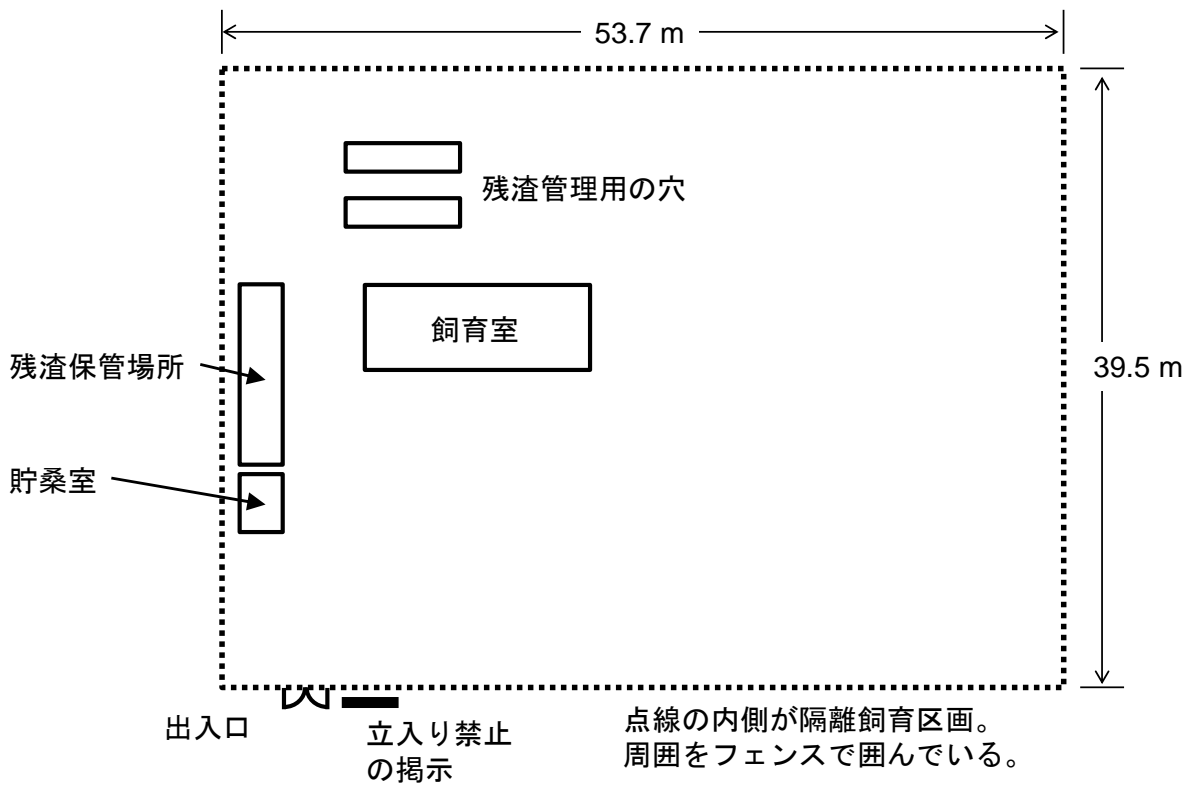 53.7 m
残渣管理用の穴
飼育室
残渣保管場所
39.5 m
貯桑室
出入口
立入り禁止
の掲示
点線の内側が隔離飼育区画。
周囲をフェンスで囲んでいる。